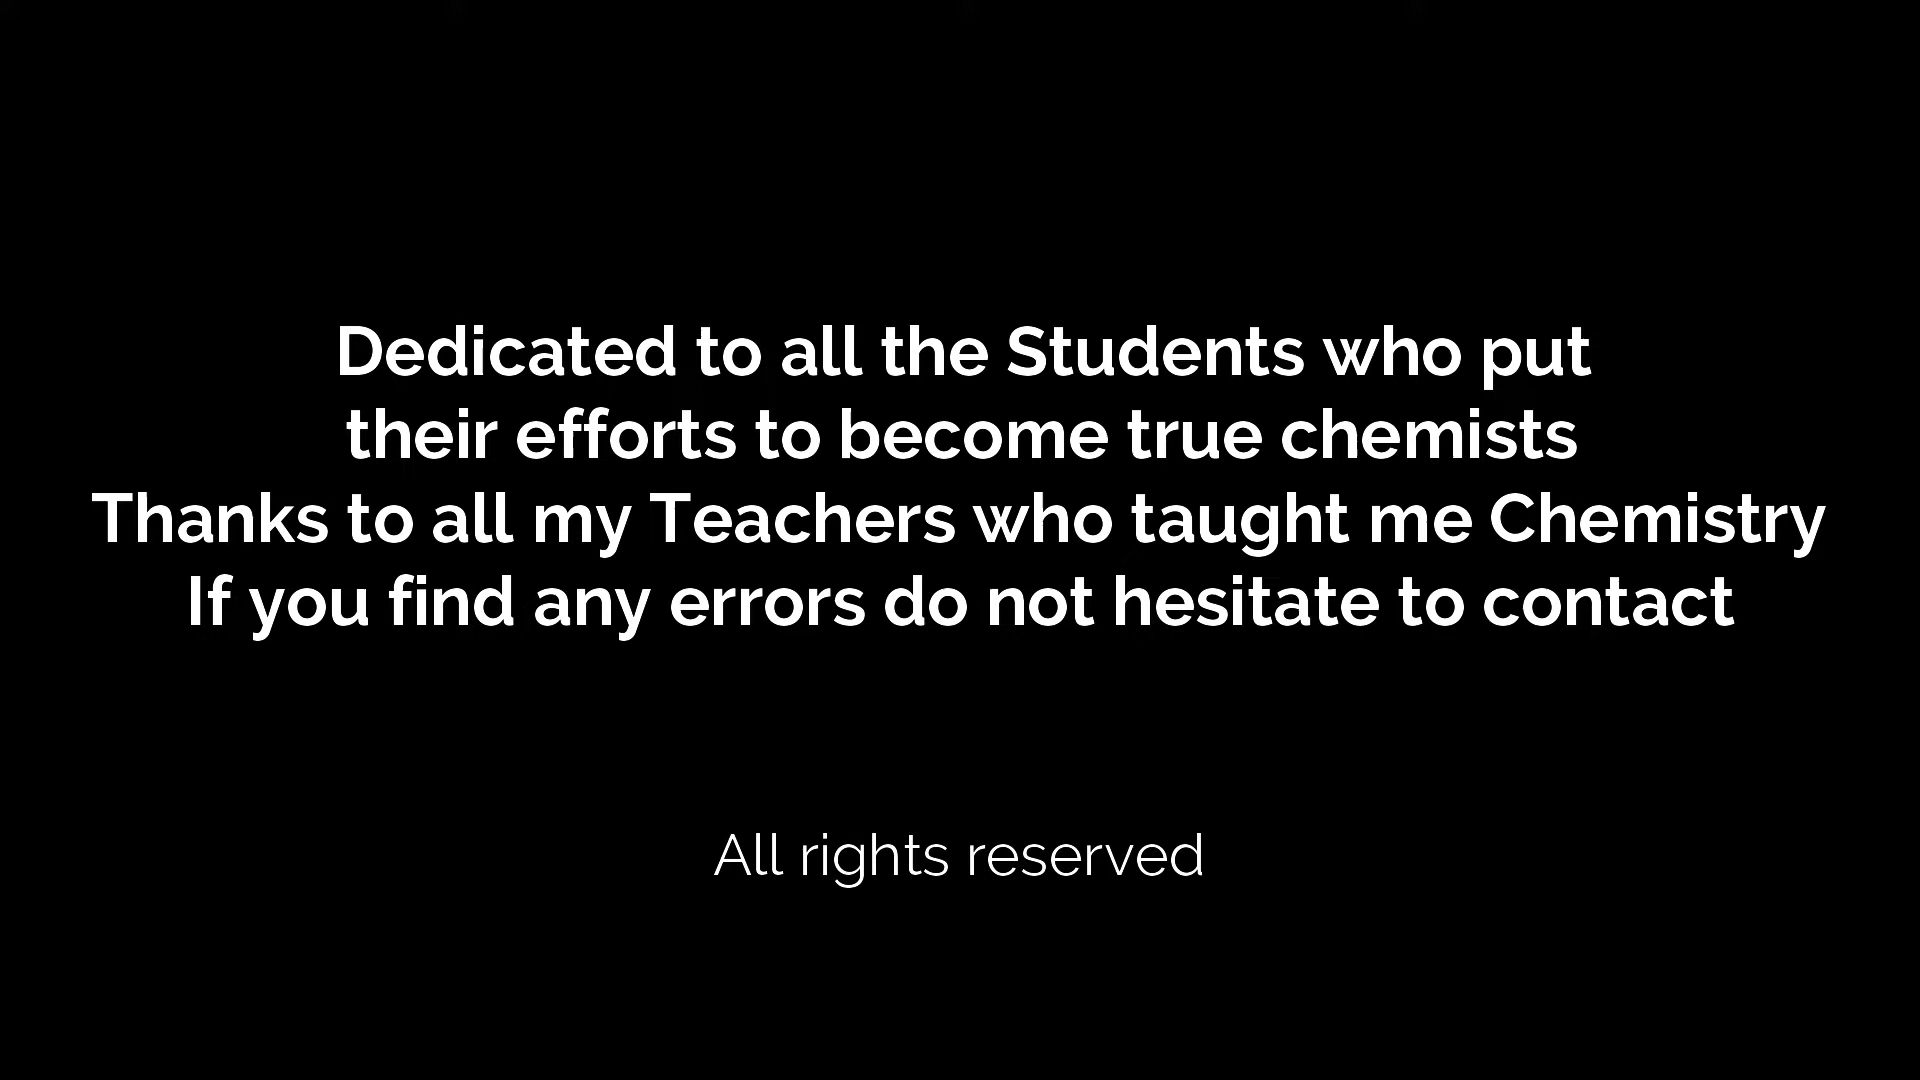 Dedicated to all the Students who put
their efforts to become true chemists
Thanks to all my Teachers who taught me Chemistry
If you find any errors do not hesitate to contact
All rights reserved